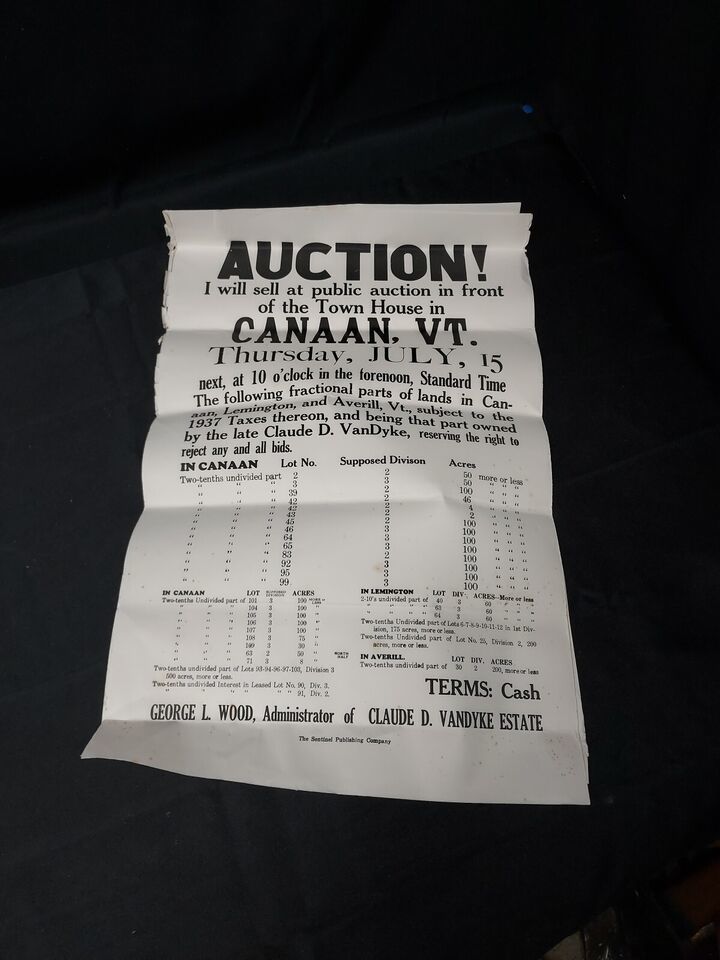 AUCTION!
I will sell at public auction in front
of the Town House in
CANAAN, VT.
Thursday, JULY, 15
next, at 10 o'clock in the forenoon, Standard Time
The following fractional parts of lands in Can-
aan, Lemington, and Averill, Vt., subject to the
1937 Taxes thereon, and being that part owned
by the late Claude D. VanDyke, reserving the right to
reject any and all bids.
IN CANAAN Lot No. Supposed Divison Acres
Two-tenths undivided part 2 2 50 more or less
" " " 3 3 50 " " "
" " " 39 2 100 " " "
" " " 42 2 46 " " "
" " " 42 2 4 " " "
" " " 43 2 2 " " "
" " " 45 2 100 " " "
" " " 46 3 100 " " "
" " " 64 3 100 " " "
" " " 65 3 100 " " "
" " " 83 2 100 " " "
" " " 92 3 100 " " "
" " " 95 3 100 " " "
" " " 99 3 100 " " "
IN CANAAN LOT SUPPOSED DIVISION ACRES
Two-tenths Undivided part of 101 3 100 MORE or LESS
" " " 104 3 100 "
" " " 105 3 100 "
" " " 106 3 100 "
" " " 107 3 100 "
" " " 108 3 75 "
" " " 109 3 30 "
" " " 63 2 50 " NORTH HALF
" " " 71 3 8 "
Two-tenths undivided part of Lots 93-94-96-97-103, Division 3
500 acres, more or less.
Two-tenths undivided Interest in Leased Lot No. 90, Div. 3.
" " " " " " 91, Div. 2.
IN LEMINGTON LOT DIV. ACRES-More or less
2-10's undivided part of 40 3 60 " " "
" " " " 63 3 60 " " "
" " " " 64 3 60 " " "
Two-tenths Undivided part of Lots 6-7-8-9-10-11-12 in 1st Div-
ision, 175 acres, more or less.
Two-tenths Undivided part of Lot No. 25, Division 2, 200
acres, more or less.
IN AVERILL. LOT DIV. ACRES
Two-tenths undivided part of 30 2 200, more or less
TERMS: Cash
GEORGE L. WOOD, Administrator of CLAUDE D. VANDYKE ESTATE
The Sentinel Publishing Company